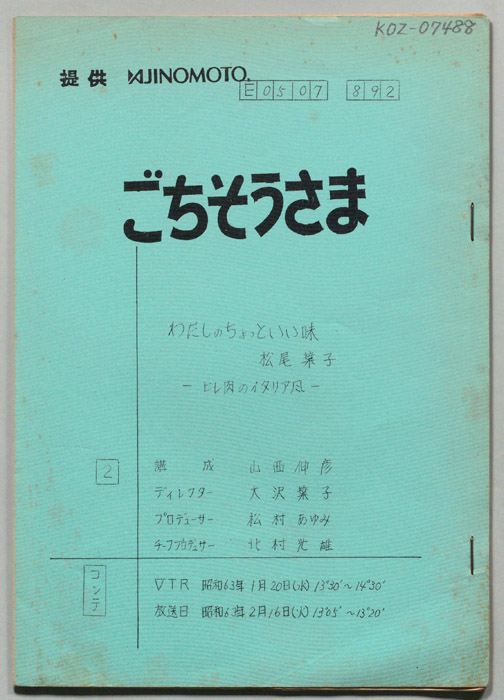 KOZ-07488
提供 AJINOMOTO®
E0507 892
ごちそうさま
わたしのちょっといい味
松尾葉子
— ヒレ肉のイタリア風 —
2
構成 山西伸彦
ディレクター 大沢葉子
プロデューサー 松村あゆみ
チーフプロデューサー 北村光雄
コンテ
VTR 昭和63年 1月20日(水) 13°30'〜14°30'
放送日 昭和63年 2月16日(火) 13°05'〜13°20'